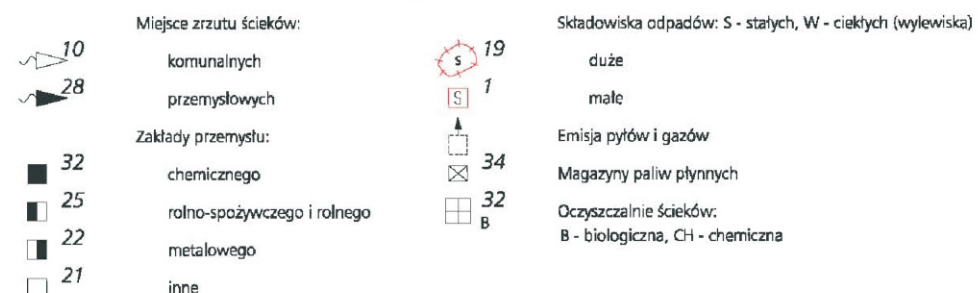 Miejsce zrzutu ścieków:
10 komunalnych
28 przemysłowych
Zakłady przemysłu:
32 chemicznego
25 rolno-spożywczego i rolnego
22 metalowego
21 inne
Składowiska odpadów: S - stałych, W - ciekłych (wylewiska)
S 19 duże
S 1 małe
Emisja pyłów i gazów
34 Magazyny paliw płynnych
32 Oczyszczalnie ścieków:
B B - biologiczna, CH - chemiczna